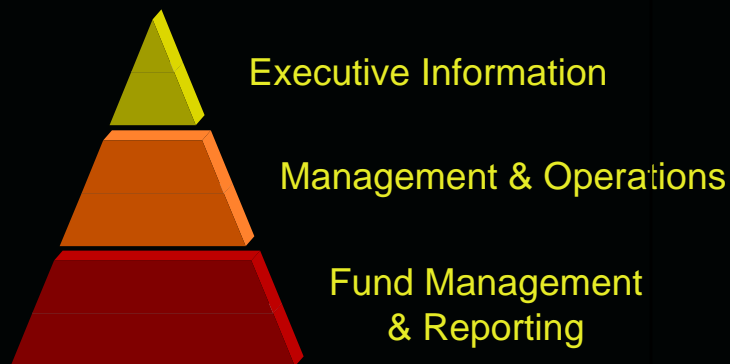 Executive Information
Management & Operations
Fund Management
& Reporting